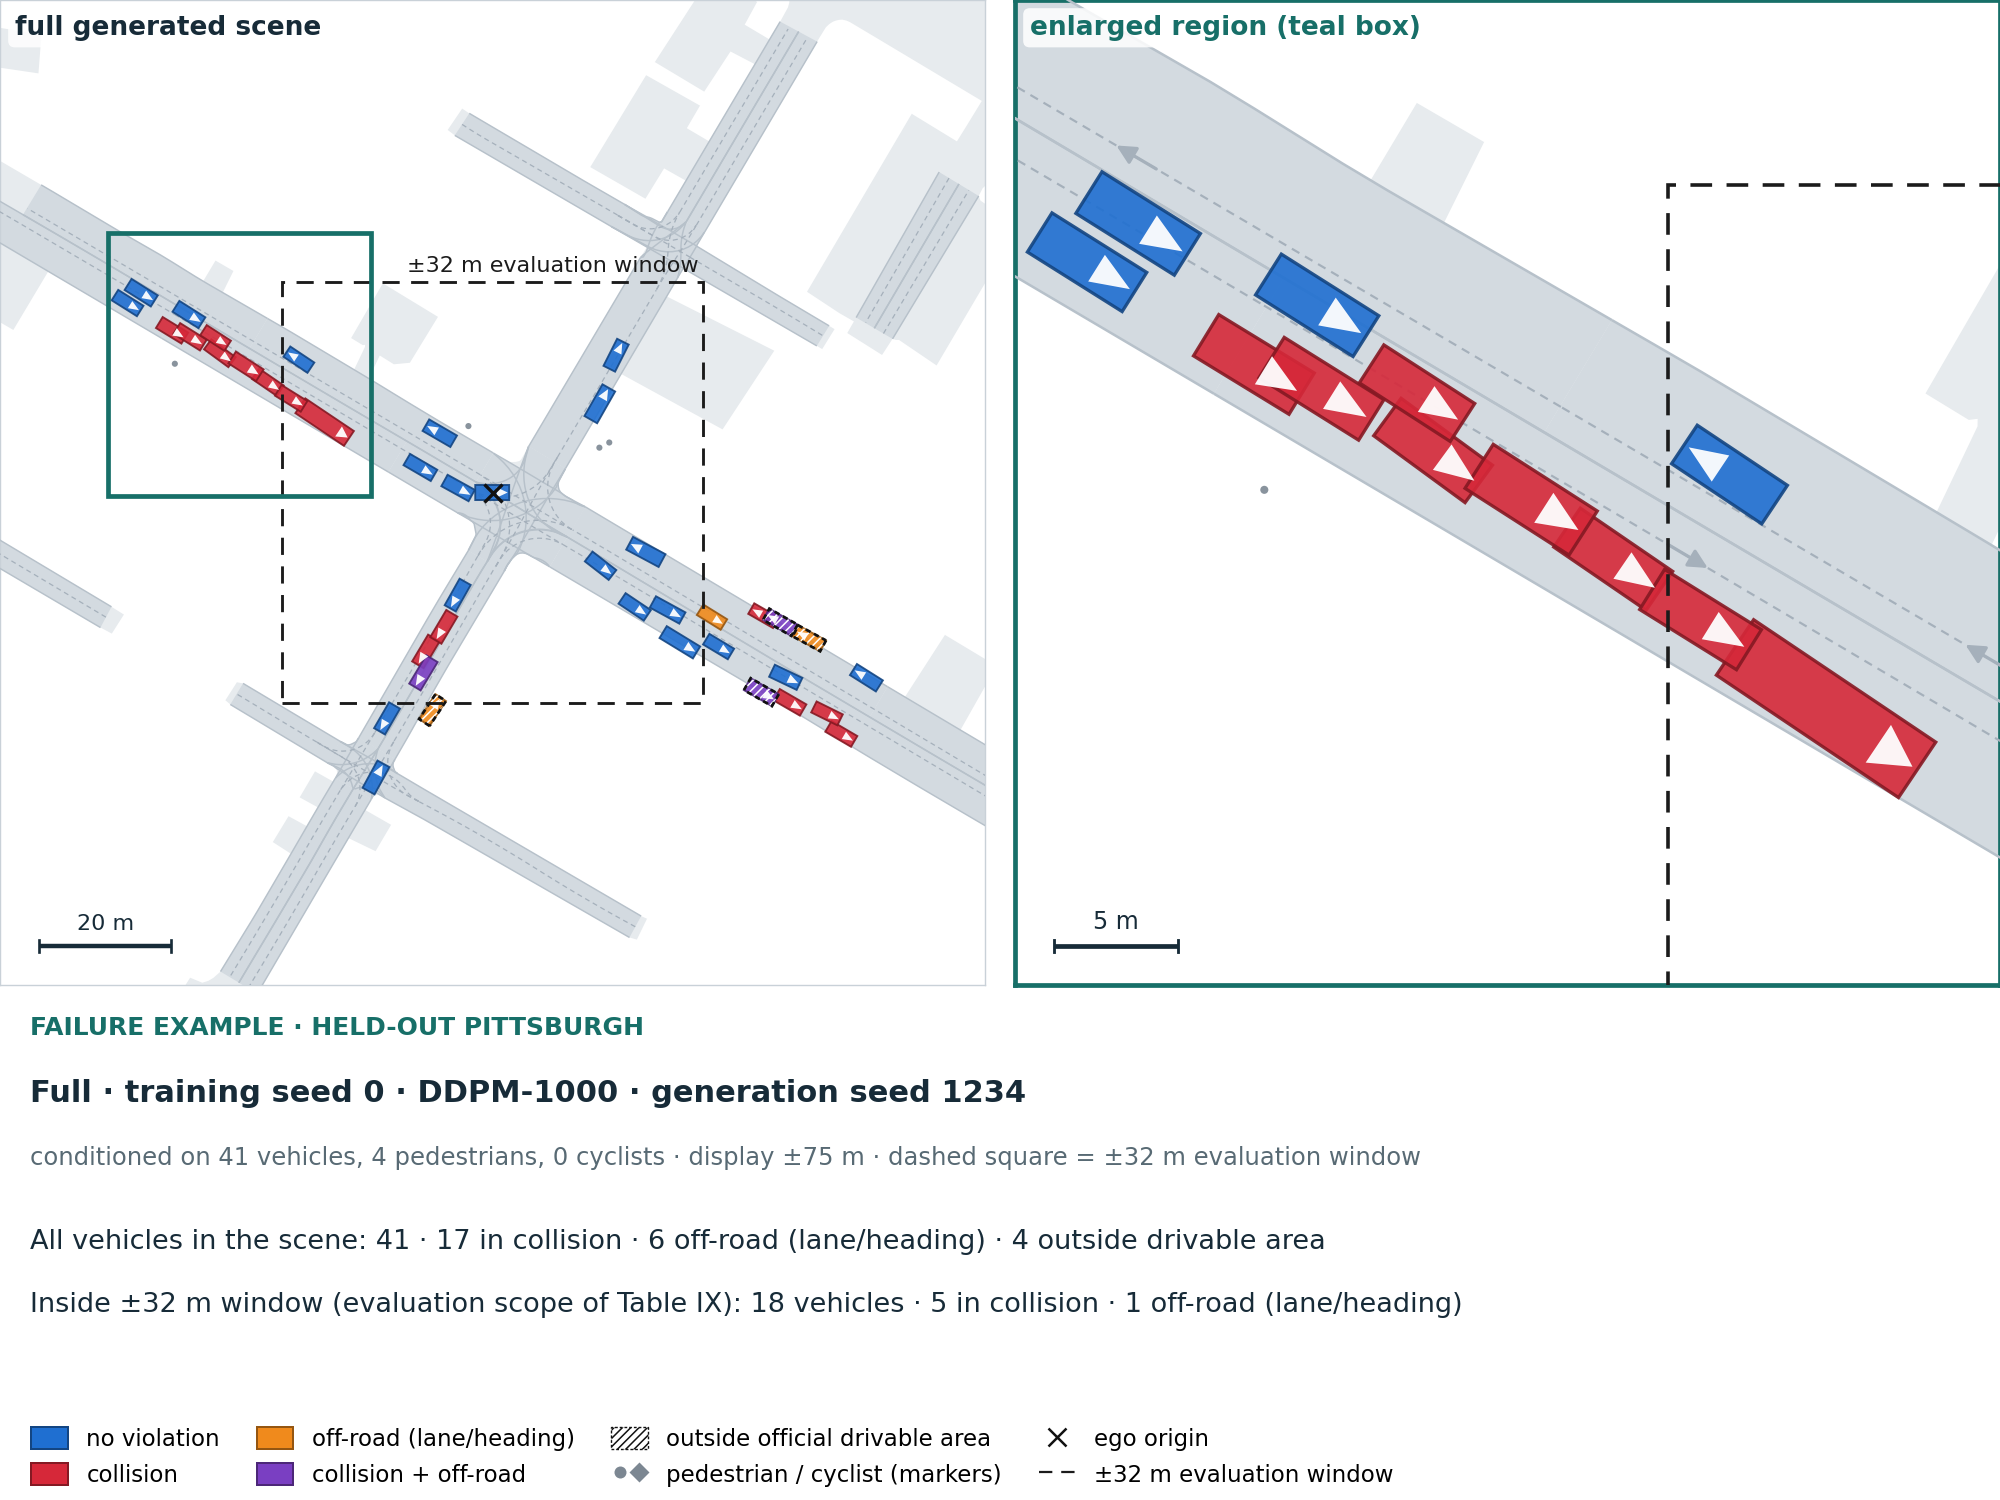 full generated scene
enlarged region (teal box)
±32 m evaluation window
20 m
5 m
FAILURE EXAMPLE · HELD-OUT PITTSBURGH
Full · training seed 0 · DDPM-1000 · generation seed 1234
conditioned on 41 vehicles, 4 pedestrians, 0 cyclists · display ±75 m · dashed square = ±32 m evaluation window
All vehicles in the scene: 41 · 17 in collision · 6 off-road (lane/heading) · 4 outside drivable area
Inside ±32 m window (evaluation scope of Table IX): 18 vehicles · 5 in collision · 1 off-road (lane/heading)
no violation
off-road (lane/heading)
outside official drivable area
ego origin
collision
collision + off-road
pedestrian / cyclist (markers)
±32 m evaluation window